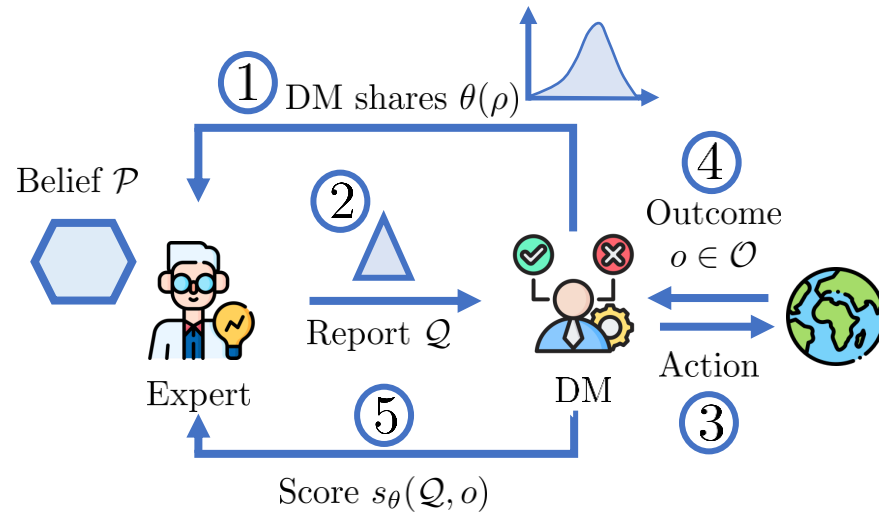 1
DM shares θ(ρ)
Belief 𝒫
2
4
Outcome
o ∈ 𝒪
Report 𝒬
Action
Expert
DM
5
3
Score s_θ(𝒬, o)